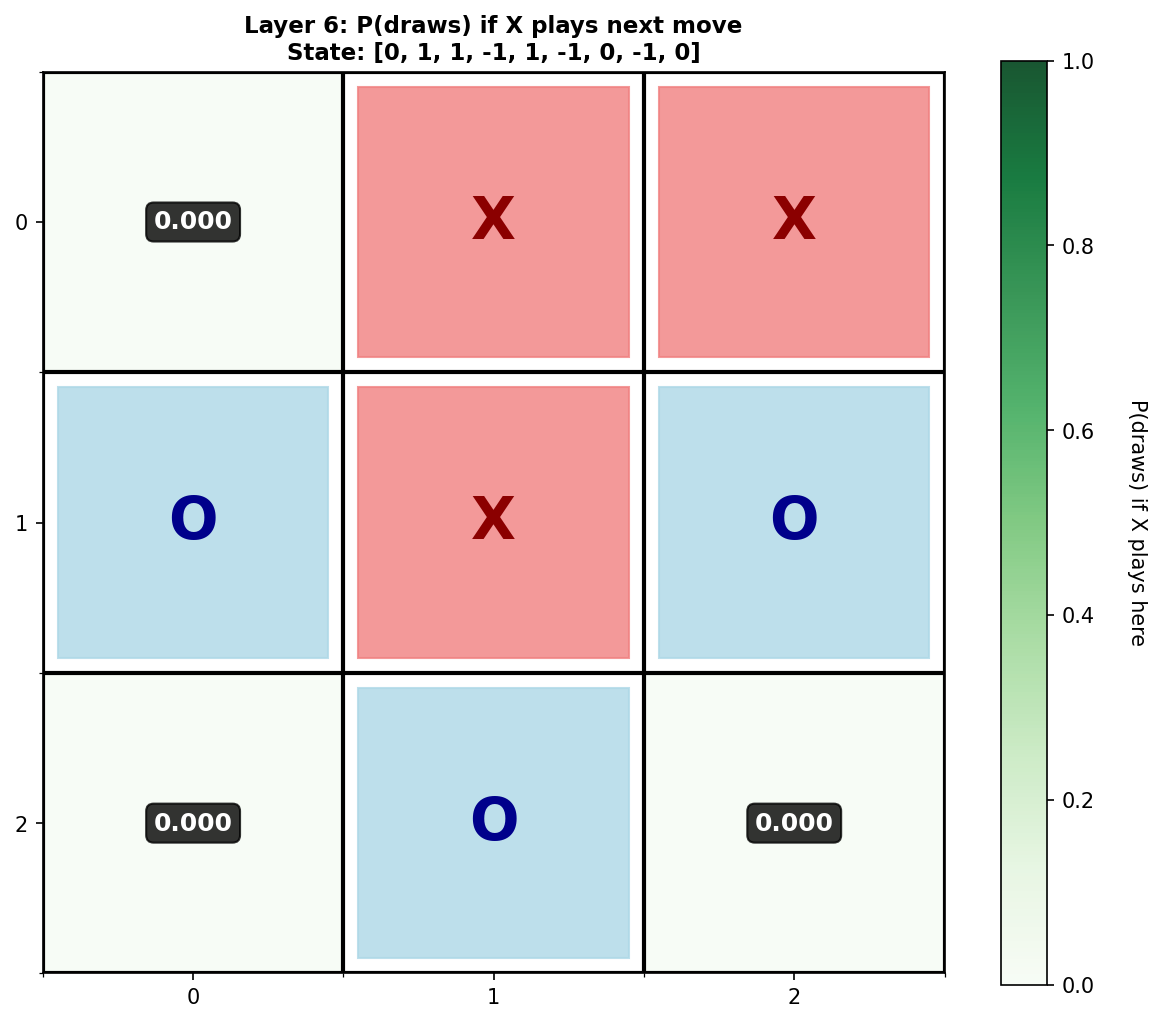 Layer 6: P(draws) if X plays next move
State: [0, 1, 1, -1, 1, -1, 0, -1, 0]
0
0.000
X
X
1
O
X
O
2
0.000
O
0.000
0
1
2
1.0
0.8
0.6
0.4
0.2
0.0
P(draws) if X plays here